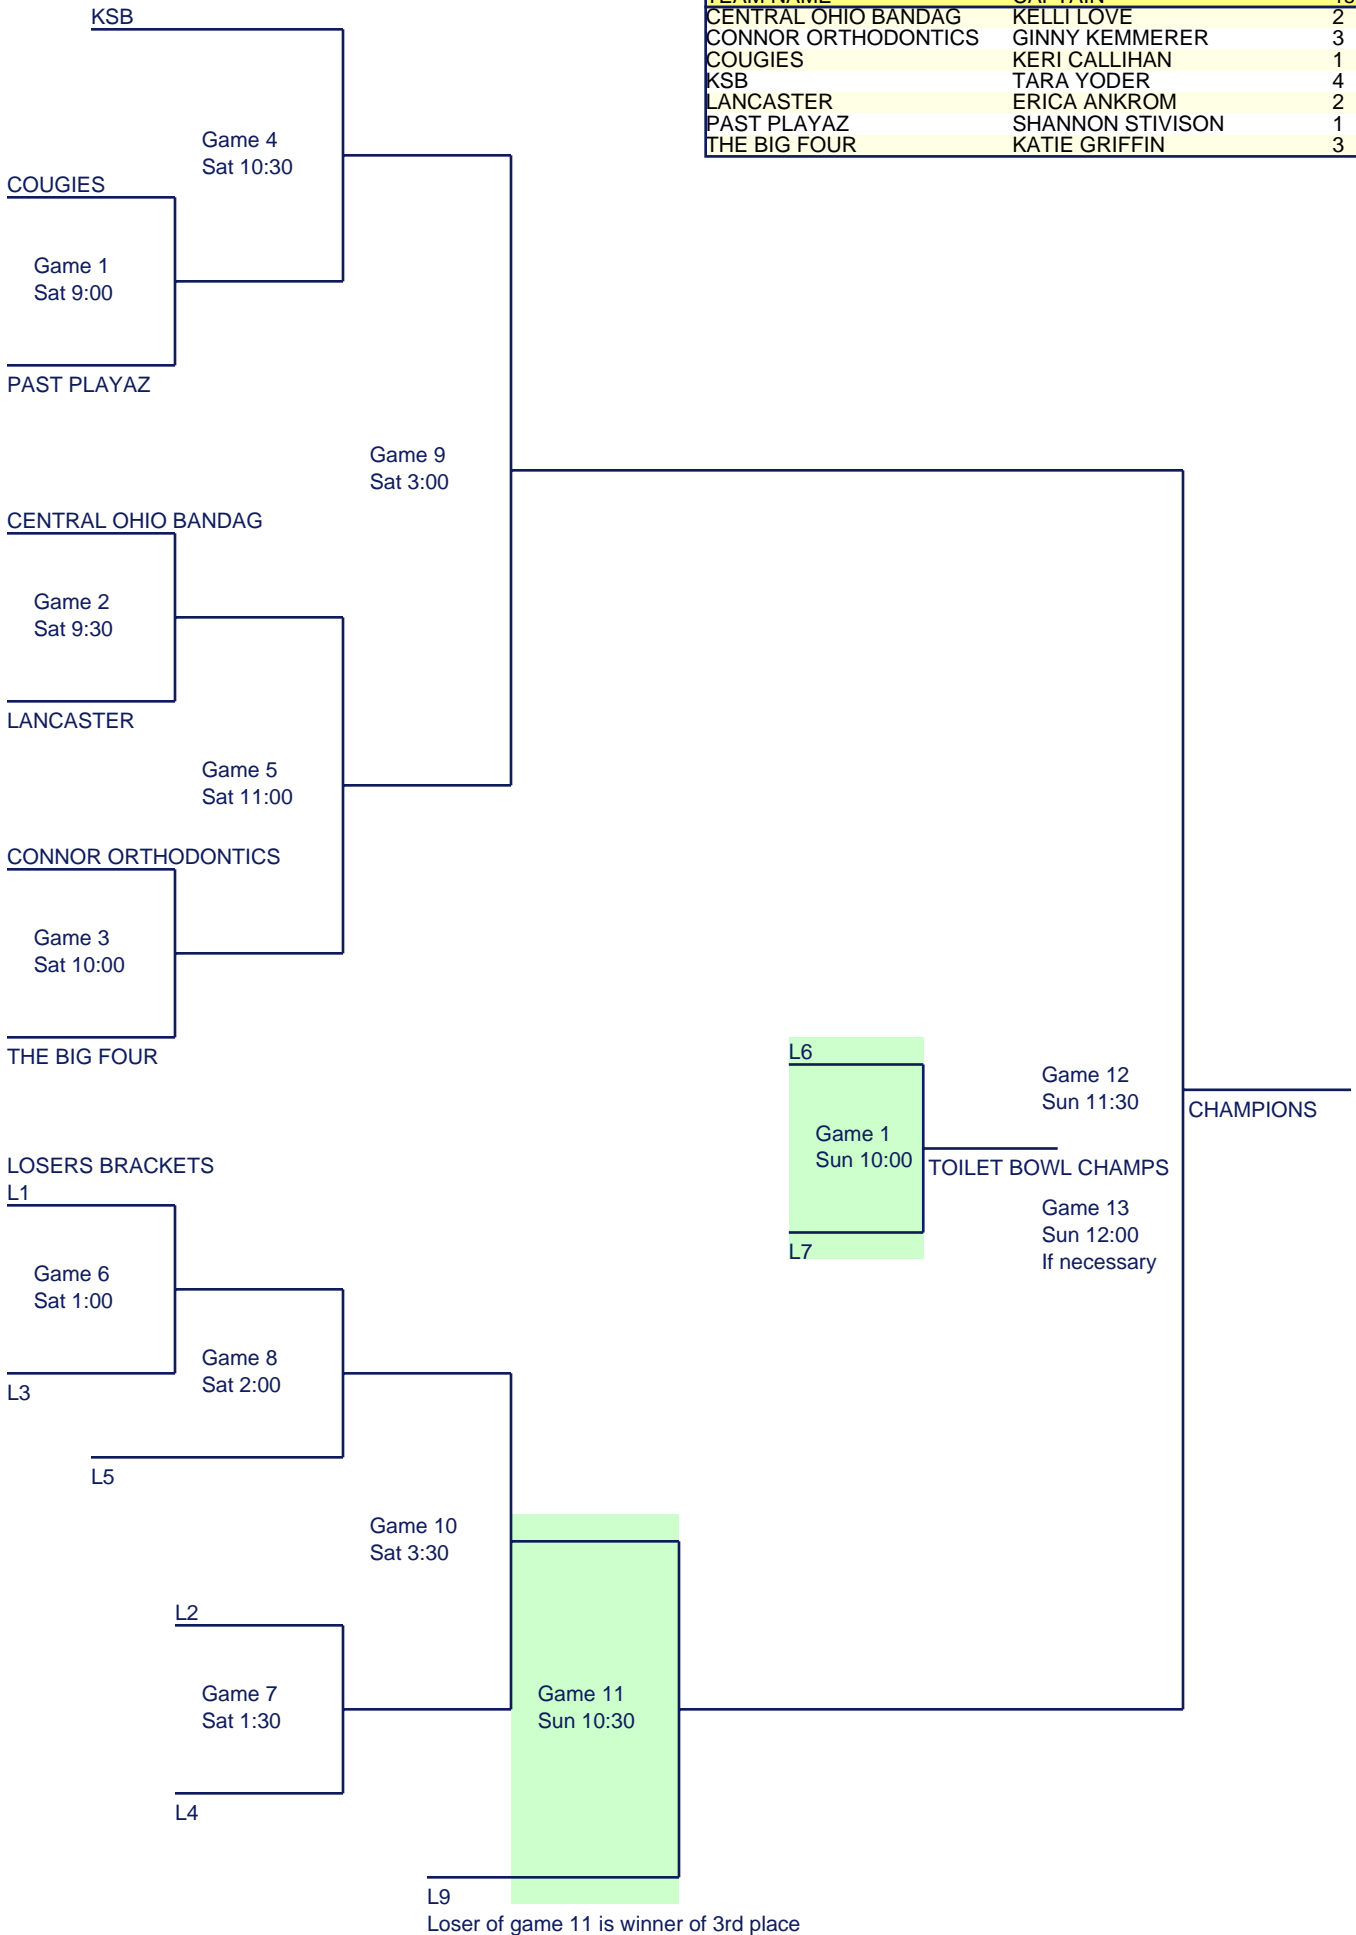 KSB
CENTRAL OHIO BANDAG KELLI LOVE 2
CONNOR ORTHODONTICS GINNY KEMMERER 3
COUGIES KERI CALLIHAN 1
KSB TARA YODER 4
LANCASTER ERICA ANKROM 2
PAST PLAYAZ SHANNON STIVISON 1
THE BIG FOUR KATIE GRIFFIN 3
Game 4
Sat 10:30
COUGIES
Game 1
Sat 9:00
PAST PLAYAZ
Game 9
Sat 3:00
CENTRAL OHIO BANDAG
Game 2
Sat 9:30
LANCASTER
Game 5
Sat 11:00
CONNOR ORTHODONTICS
Game 3
Sat 10:00
THE BIG FOUR
L6
Game 12
Sun 11:30
CHAMPIONS
Game 1
Sun 10:00
TOILET BOWL CHAMPS
Game 13
Sun 12:00
If necessary
L7
LOSERS BRACKETS
L1
Game 6
Sat 1:00
L3
Game 8
Sat 2:00
L5
Game 10
Sat 3:30
L2
Game 7
Sat 1:30
L4
Game 11
Sun 10:30
L9
Loser of game 11 is winner of 3rd place